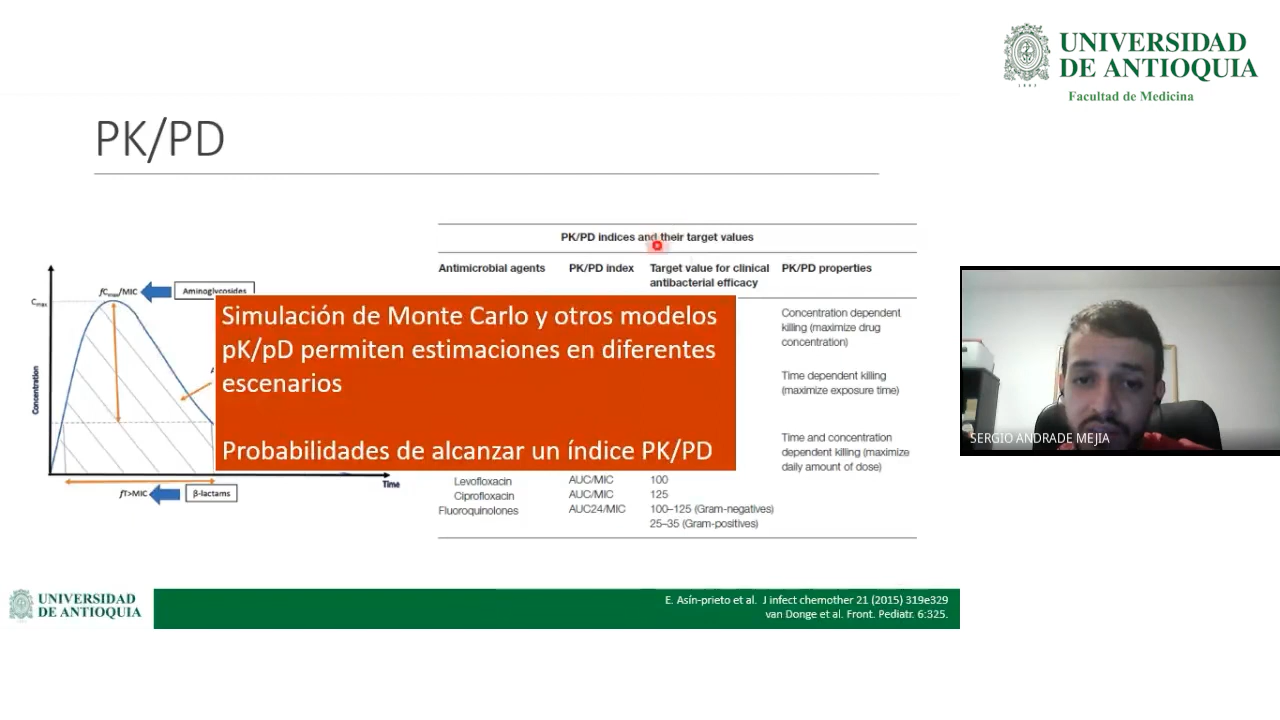 UNIVERSIDAD
DE ANTIOQUIA
Facultad de Medicina
PK/PD
PK/PD indices and their target values
Antimicrobial agents
PK/PD index
Target value for clinical
antibacterial efficacy
PK/PD properties
fCmax/MIC
Aminoglycosides
Cmax
Concentration
Simulación de Monte Carlo y otros modelos
pK/pD permiten estimaciones en diferentes
escenarios
Probabilidades de alcanzar un índice PK/PD
Concentration dependent
killing (maximize drug
concentration)
Time dependent killing
(maximize exposure time)
Time and concentration
dependent killing (maximize
daily amount of dose)
Levofloxacin AUC/MIC 100
Ciprofloxacin AUC/MIC 125
Fluoroquinolones AUC24/MIC 100–125 (Gram-negatives)
25–35 (Gram-positives)
Time
fT>MIC
β-lactams
SERGIO ANDRADE MEJIA
UNIVERSIDAD
DE ANTIOQUIA
E. Asín-prieto et al. J infect chemother 21 (2015) 319e329
van Donge et al. Front. Pediatr. 6:325.